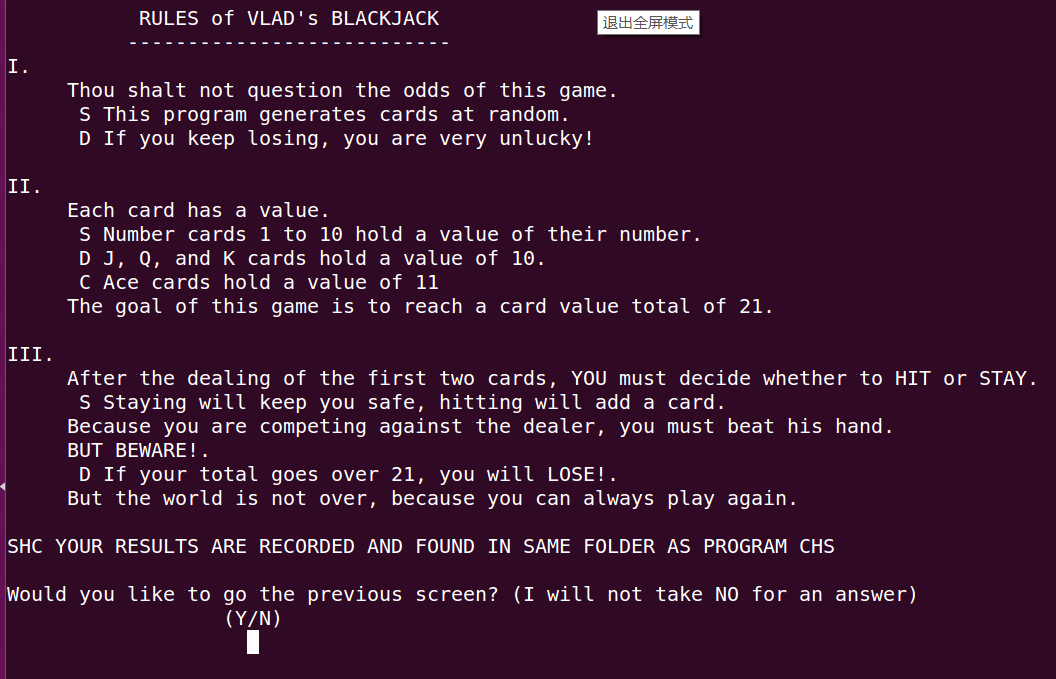 RULES of VLAD's BLACKJACK
退出全屏模式
---------------------------
I.
Thou shalt not question the odds of this game.
S This program generates cards at random.
D If you keep losing, you are very unlucky!
II.
Each card has a value.
S Number cards 1 to 10 hold a value of their number.
D J, Q, and K cards hold a value of 10.
C Ace cards hold a value of 11
The goal of this game is to reach a card value total of 21.
III.
After the dealing of the first two cards, YOU must decide whether to HIT or STAY.
S Staying will keep you safe, hitting will add a card.
Because you are competing against the dealer, you must beat his hand.
BUT BEWARE!.
D If your total goes over 21, you will LOSE!.
But the world is not over, because you can always play again.
SHC YOUR RESULTS ARE RECORDED AND FOUND IN SAME FOLDER AS PROGRAM CHS
Would you like to go the previous screen? (I will not take NO for an answer)
(Y/N)